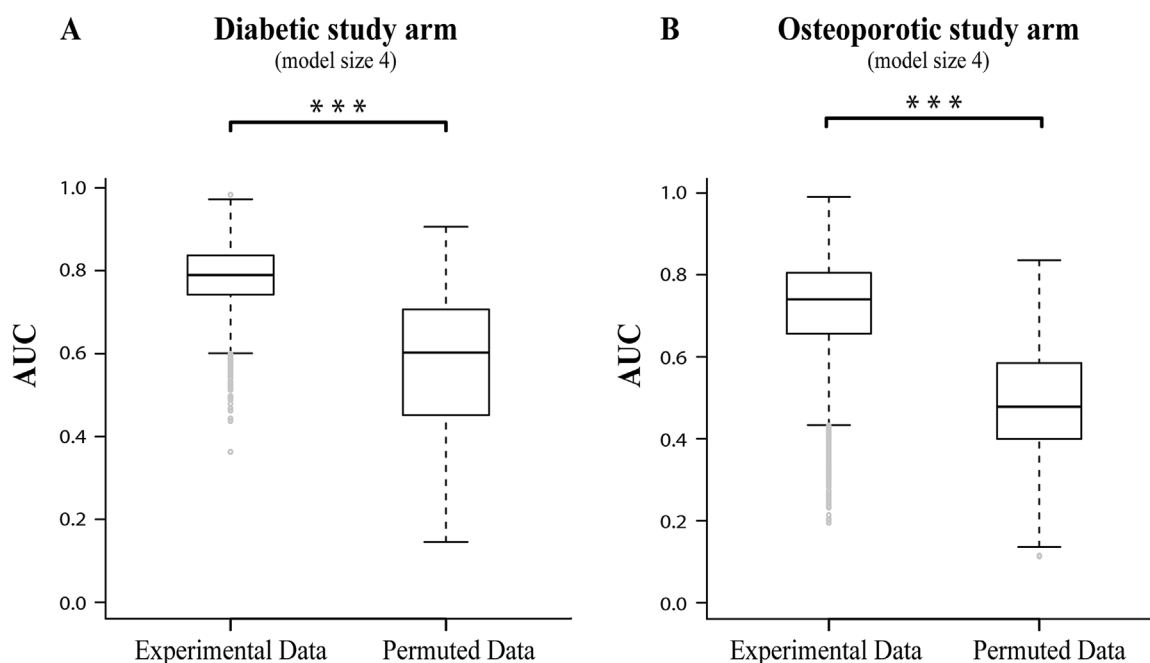 A
Diabetic study arm
(model size 4)
* * *
AUC
1.0
0.8
0.6
0.4
0.2
0.0
Experimental Data
Permuted Data
B
Osteoporotic study arm
(model size 4)
* * *
AUC
1.0
0.8
0.6
0.4
0.2
0.0
Experimental Data
Permuted Data